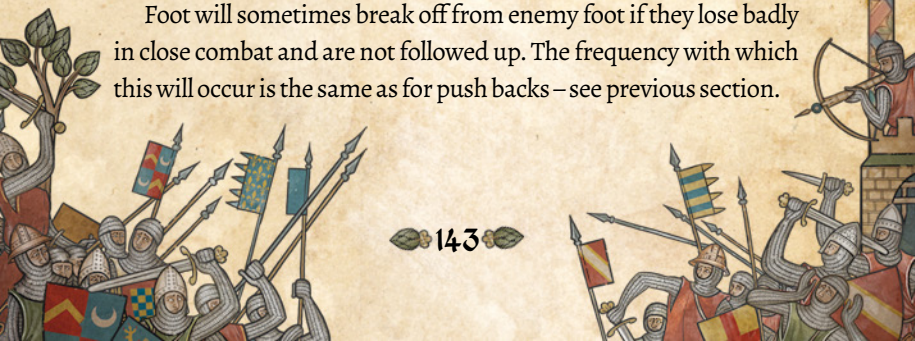 Foot will sometimes break off from enemy foot if they lose badly
in close combat and are not followed up. The frequency with which
this will occur is the same as for push backs – see previous section.
143